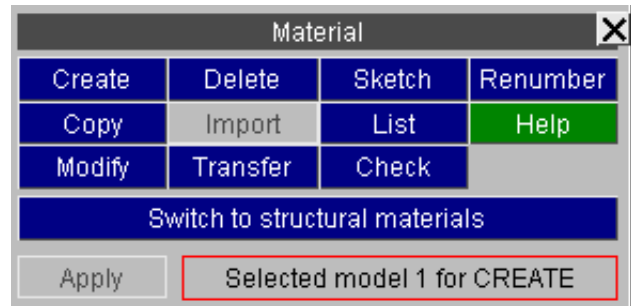 Material
Create Delete Sketch Renumber
Copy Import List Help
Modify Transfer Check
Switch to structural materials
Apply Selected model 1 for CREATE